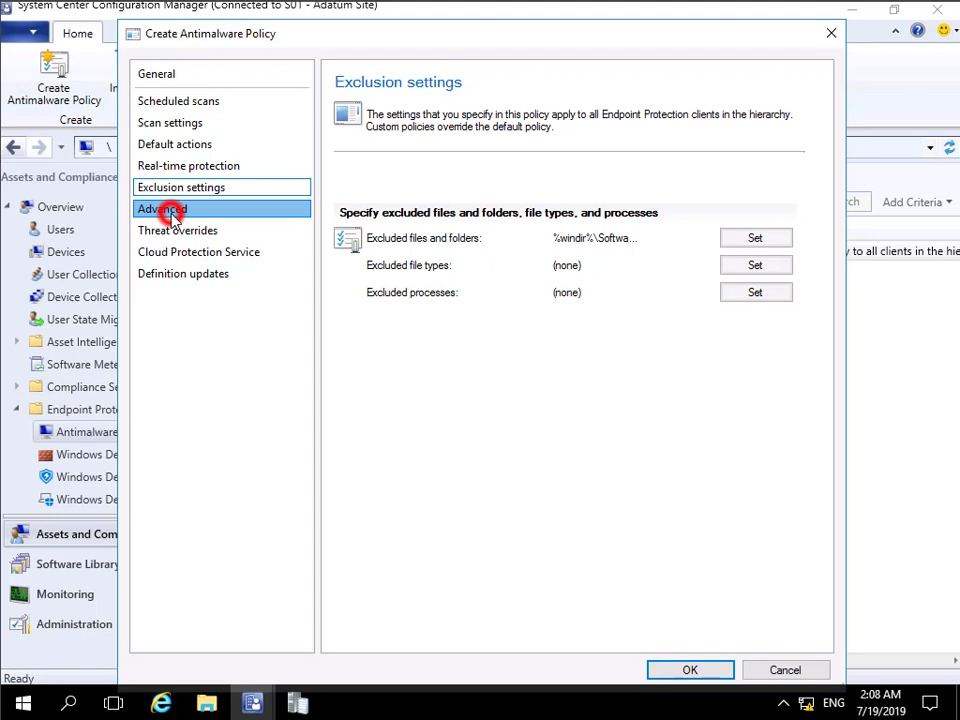 System Center Configuration Manager (Connected to S01 - Adatum Site)
Home
Create
Antimalware Policy
Create
Create Antimalware Policy
General
Scheduled scans
Scan settings
Default actions
Real-time protection
Exclusion settings
Advanced
Threat overrides
Cloud Protection Service
Definition updates
Exclusion settings
The settings that you specify in this policy apply to all Endpoint Protection clients in the hierarchy.
Custom policies override the default policy.
Specify excluded files and folders, file types, and processes
Excluded files and folders: %windir%\Softwa... Set
Excluded file types: (none) Set
Excluded processes: (none) Set
OK Cancel
\
Assets and Compliance
Overview
Users
Devices
User Collectio
Device Collect
User State Mig
Asset Intellige
Software Mete
Compliance Se
Endpoint Prote
Antimalware
Windows De
Windows De
Windows De
Assets and Com
Software Library
Monitoring
Administration
Ready
rch Add Criteria
y to all clients in the hie
ENG
2:08 AM
7/19/2019